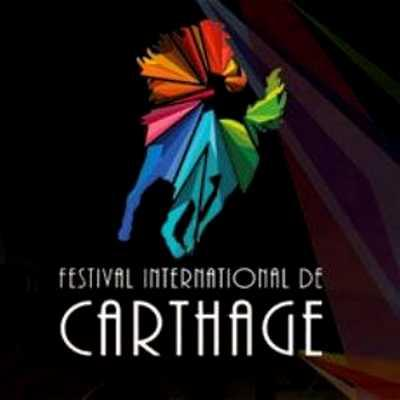 FESTIVAL INTERNATIONAL DE
CARTHAGE